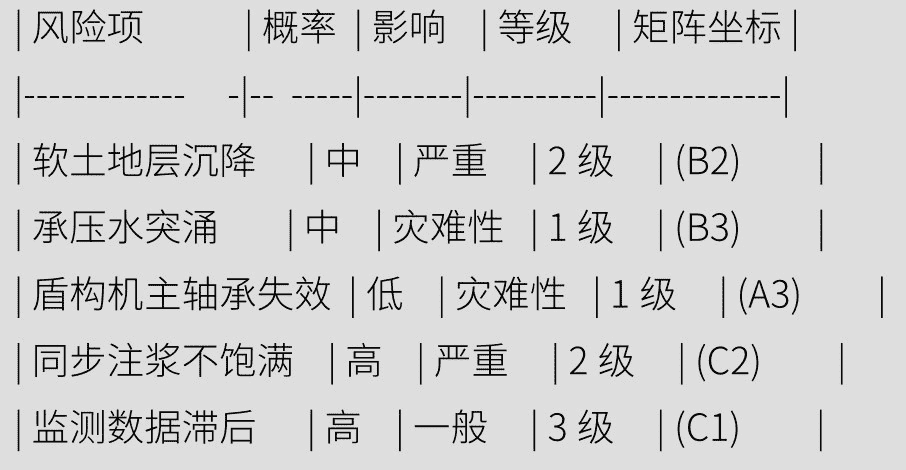 | 风险项 | 概率 | 影响 | 等级 | 矩阵坐标 |
|------------- -|-- -----|--------|----------|--------------|
| 软土地层沉降 | 中 | 严重 | 2 级 | (B2) |
| 承压水突涌 | 中 | 灾难性 | 1 级 | (B3) |
| 盾构机主轴承失效 | 低 | 灾难性 | 1 级 | (A3) |
| 同步注浆不饱满 | 高 | 严重 | 2 级 | (C2) |
| 监测数据滞后 | 高 | 一般 | 3 级 | (C1) |